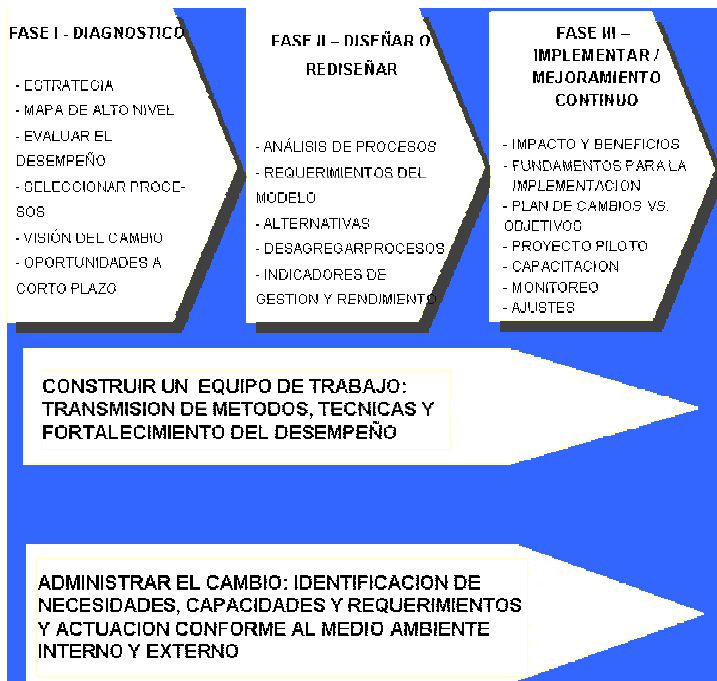 FASE I - DIAGNOSTICO
- ESTRATEGIA
- MAPA DE ALTO NIVEL
- EVALUAR EL
DESEMPEÑO
- SELECCIONAR PROCE-
SOS
- VISIÓN DEL CAMBIO
- OPORTUNIDADES A
CORTO PLAZO
FASE II – DISEÑAR O
REDISEÑAR
- ANÁLISIS DE PROCESOS
- REQUERIMIENTOS DEL
MODELO
- ALTERNATIVAS
- DESAGREGARPROCESOS
- INDICADORES DE
GESTION Y RENDIMIENTO
FASE III –
IMPLEMENTAR /
MEJORAMIENTO
CONTINUO
- IMPACTO Y BENEFICIOS
- FUNDAMENTOS PARA LA
IMPLEMENTACION
- PLAN DE CAMBIOS VS.
OBJETIVOS
- PROYECTO PILOTO
- CAPACITACION
- MONITOREO
- AJUSTES
CONSTRUIR UN EQUIPO DE TRABAJO:
TRANSMISION DE METODOS, TECNICAS Y
FORTALECIMIENTO DEL DESEMPEÑO
ADMINISTRAR EL CAMBIO: IDENTIFICACION DE
NECESIDADES, CAPACIDADES Y REQUERIMIENTOS
Y ACTUACION CONFORME AL MEDIO AMBIENTE
INTERNO Y EXTERNO